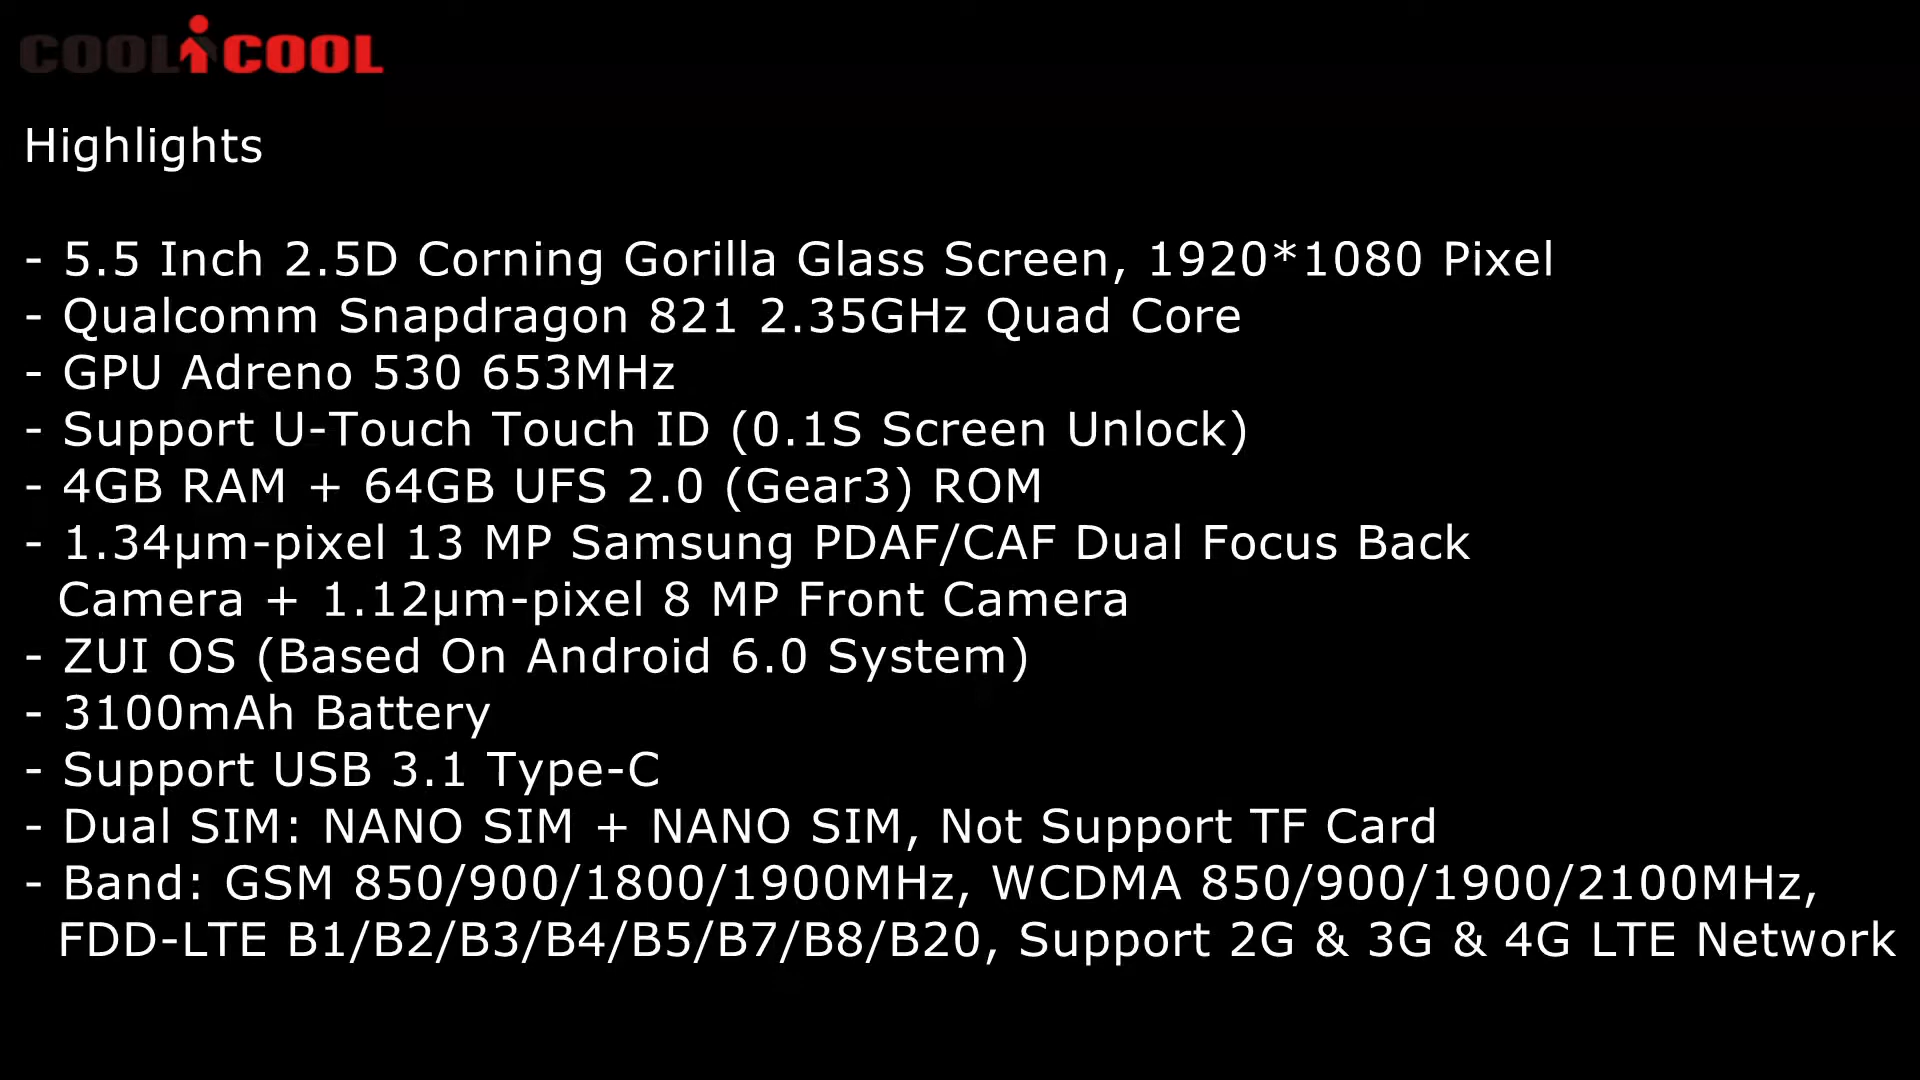 COOLiCOOL
Highlights
- 5.5 Inch 2.5D Corning Gorilla Glass Screen, 1920*1080 Pixel
- Qualcomm Snapdragon 821 2.35GHz Quad Core
- GPU Adreno 530 653MHz
- Support U-Touch Touch ID (0.1S Screen Unlock)
- 4GB RAM + 64GB UFS 2.0 (Gear3) ROM
- 1.34µm-pixel 13 MP Samsung PDAF/CAF Dual Focus Back
Camera + 1.12µm-pixel 8 MP Front Camera
- ZUI OS (Based On Android 6.0 System)
- 3100mAh Battery
- Support USB 3.1 Type-C
- Dual SIM: NANO SIM + NANO SIM, Not Support TF Card
- Band: GSM 850/900/1800/1900MHz, WCDMA 850/900/1900/2100MHz,
FDD-LTE B1/B2/B3/B4/B5/B7/B8/B20, Support 2G & 3G & 4G LTE Network